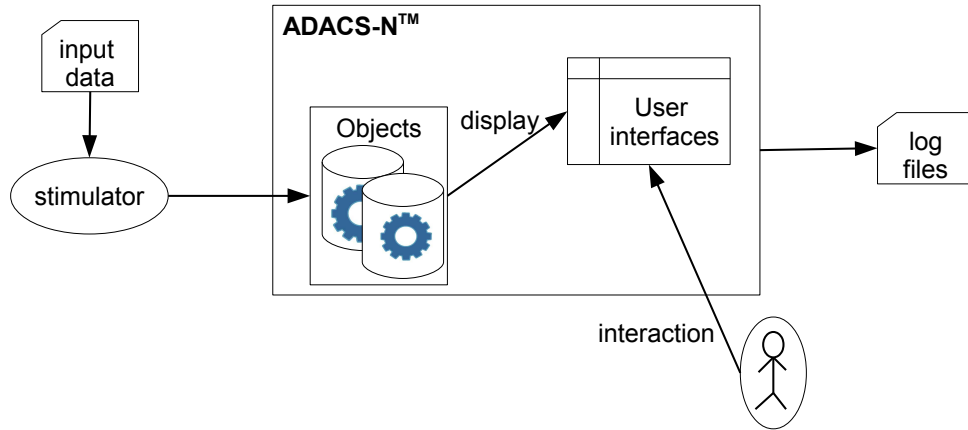 ADACS-N™
input
data
stimulator
Objects
display
User
interfaces
log
files
interaction